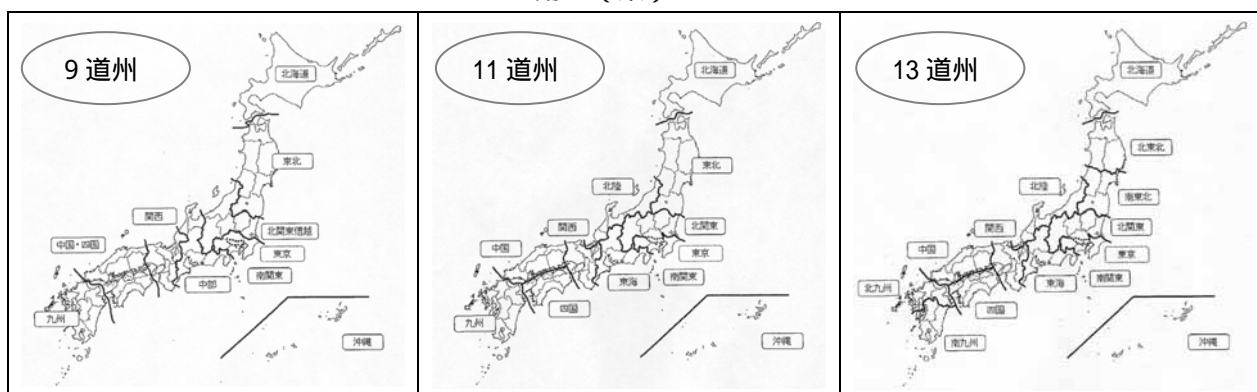 9 道州
北海道
東北
関西
北関東信越
中国・四国
東京
南関東
中部
九州
沖縄
11 道州
北海道
東北
北陸
関西
北関東
中国
東京
南関東
東海
四国
九州
沖縄
13 道州
北海道
北東北
北陸
南東北
関西
北関東
中国
東京
南関東
東海
北九州
四国
南九州
沖縄